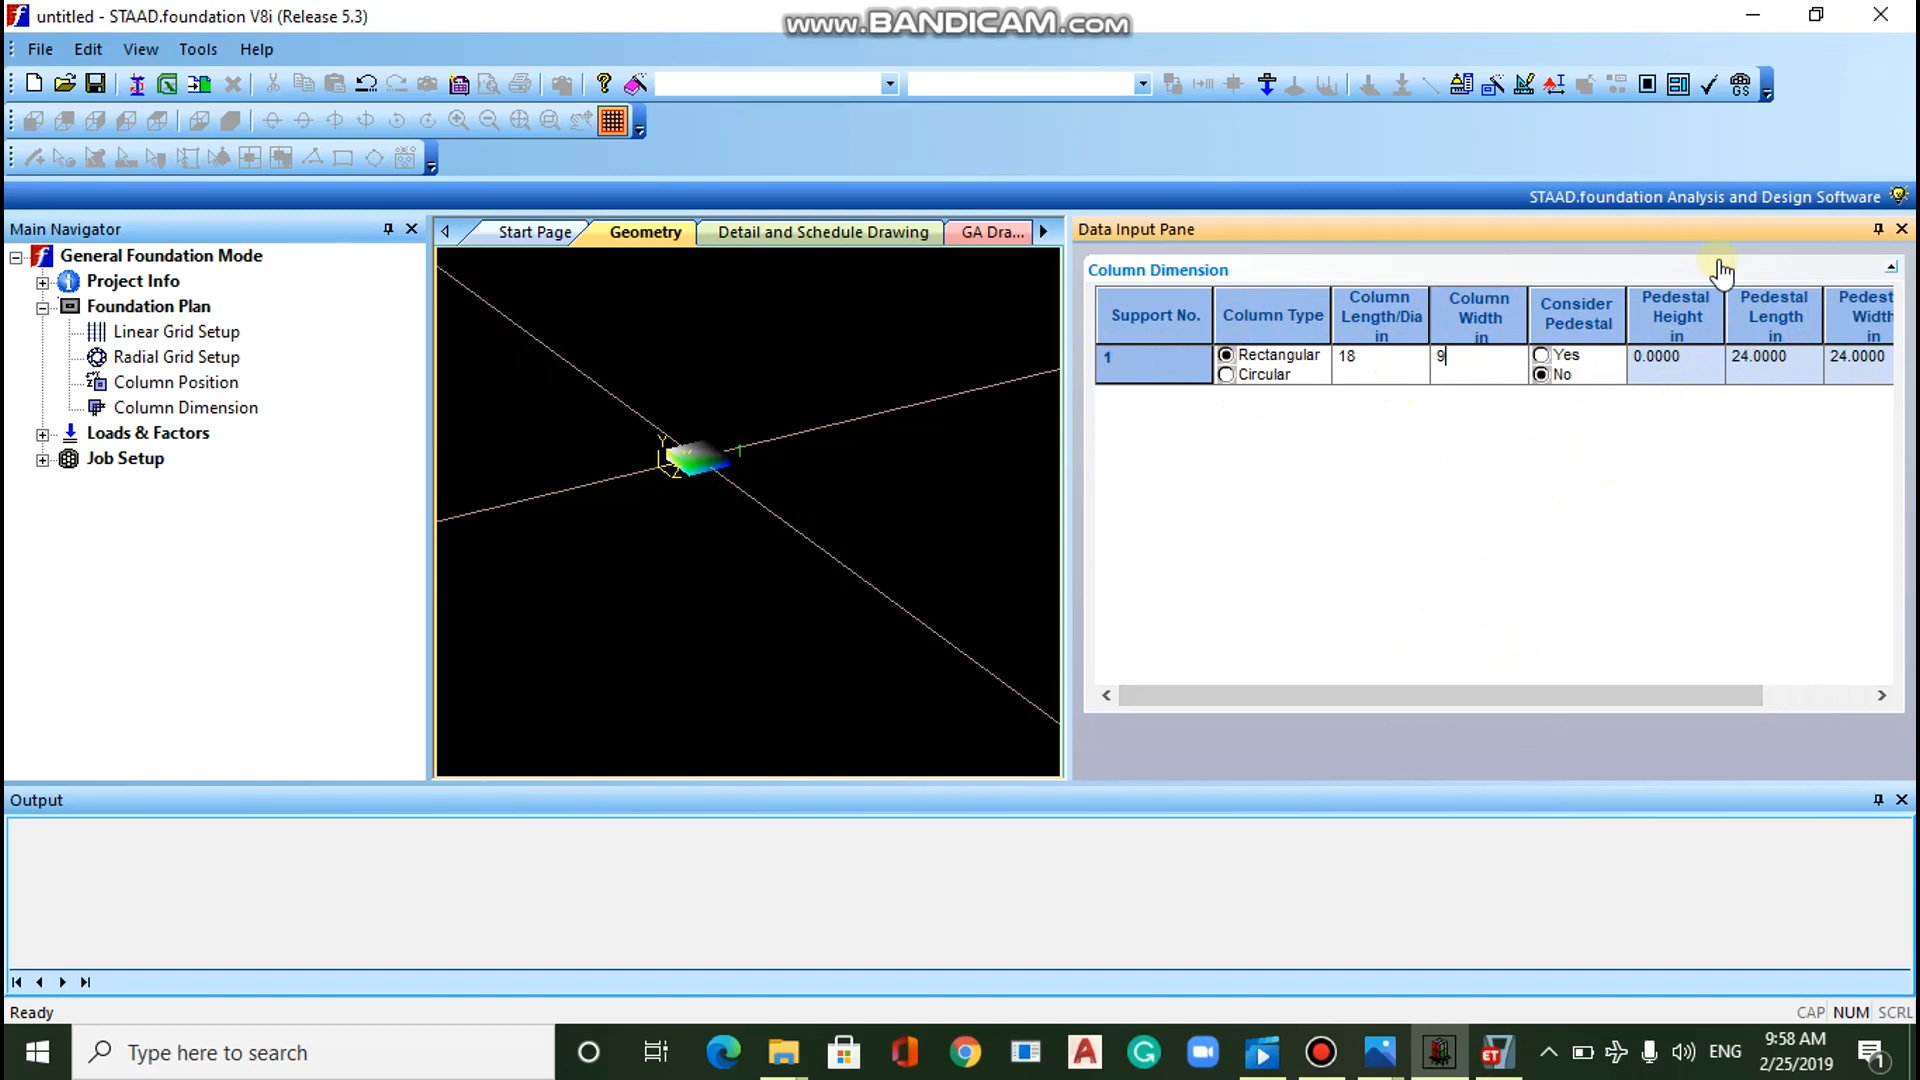 untitled - STAAD.foundation V8i (Release 5.3)
www.BANDICAM.com
File Edit View Tools Help
GS
STAAD.foundation Analysis and Design Software
Main Navigator
General Foundation Mode
Project Info
Foundation Plan
Linear Grid Setup
Radial Grid Setup
Column Position
Column Dimension
Loads & Factors
Job Setup
Start Page Geometry Detail and Schedule Drawing GA Dra...
Y
Z
1
Data Input Pane
Column Dimension
Support No. Column Type Column Length/Dia in Column Width in Consider Pedestal Pedestal Height in Pedestal Length in Pedest Width in
1 Rectangular 18 9 Yes 0.0000 24.0000 24.0000
Circular No
Output
Ready
CAP NUM SCRL
Type here to search
ET
ENG
9:58 AM
2/25/2019
1